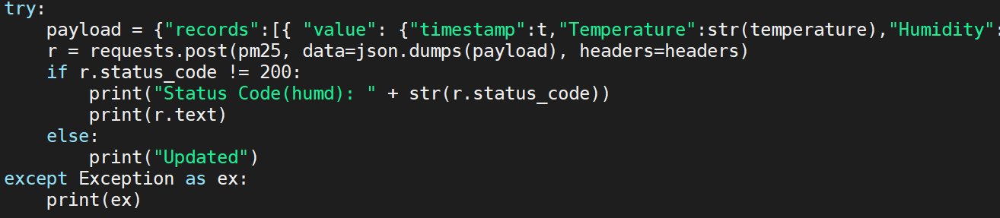 try:
    payload = {"records":[{ "value": {"timestamp":t,"Temperature":str(temperature),"Humidity":
    r = requests.post(pm25, data=json.dumps(payload), headers=headers)
    if r.status_code != 200:
        print("Status Code(humd): " + str(r.status_code))
        print(r.text)
    else:
        print("Updated")
except Exception as ex:
    print(ex)